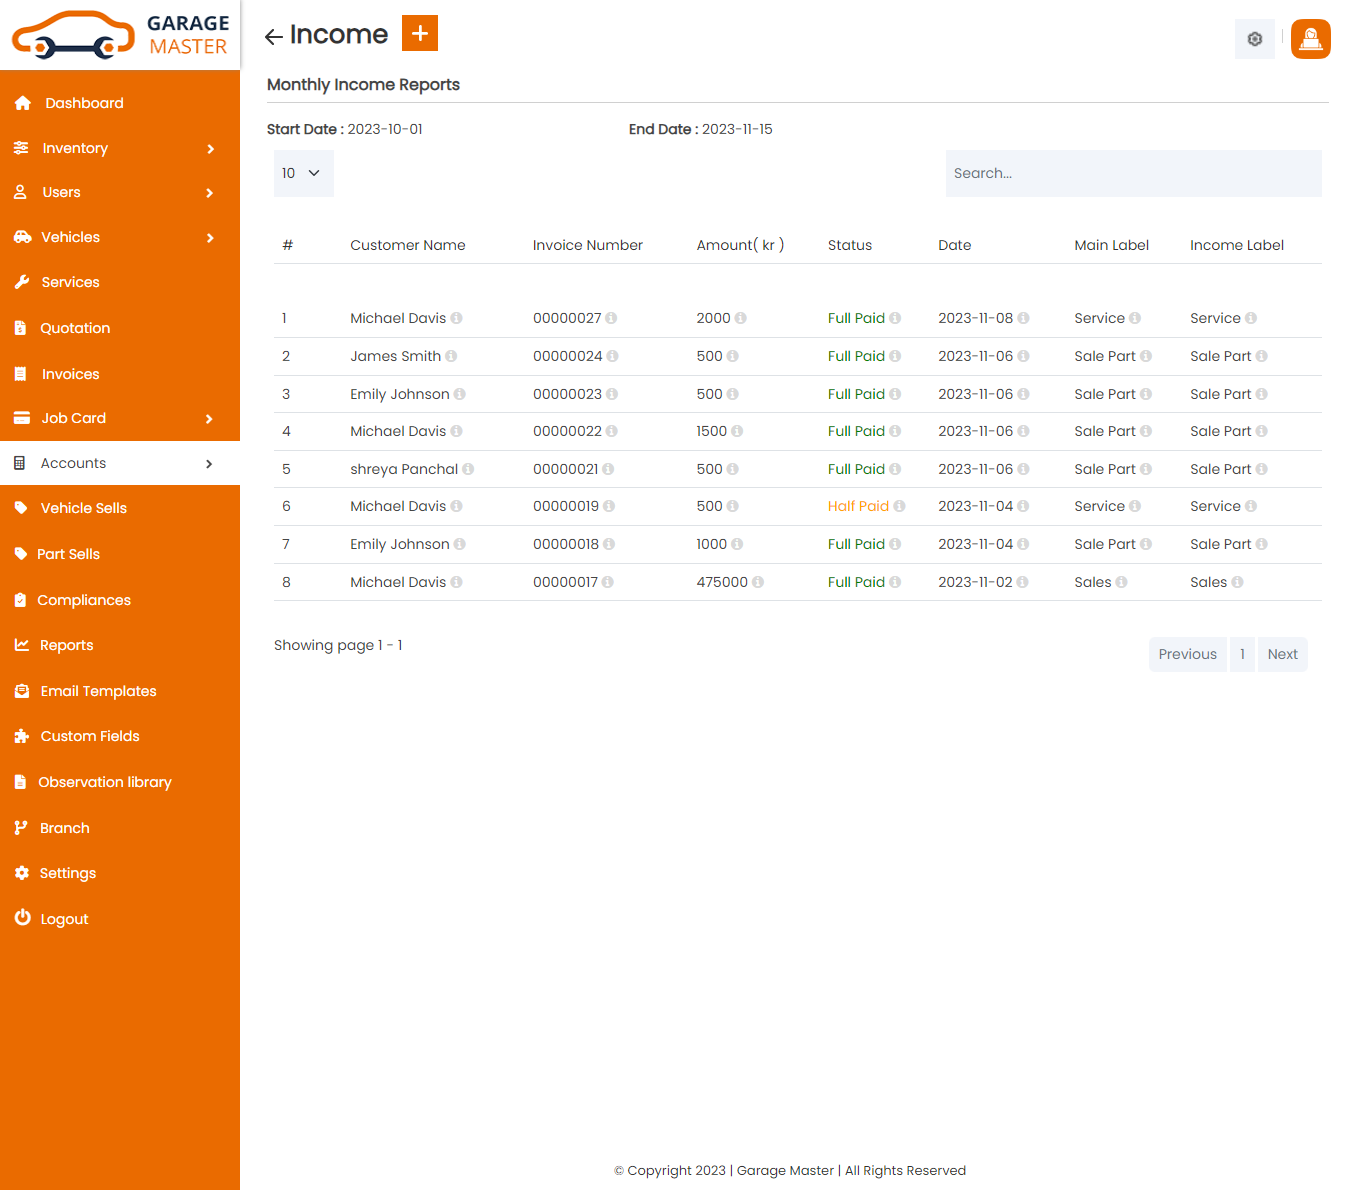 GARAGE
MASTER
Income
Monthly Income Reports
Start Date : 2023-10-01 End Date : 2023-11-15
10 Search...
# Customer Name Invoice Number Amount( kr ) Status Date Main Label Income Label
1 Michael Davis 00000027 2000 Full Paid 2023-11-08 Service Service
2 James Smith 00000024 500 Full Paid 2023-11-06 Sale Part Sale Part
3 Emily Johnson 00000023 500 Full Paid 2023-11-06 Sale Part Sale Part
4 Michael Davis 00000022 1500 Full Paid 2023-11-06 Sale Part Sale Part
5 shreya Panchal 00000021 500 Full Paid 2023-11-06 Sale Part Sale Part
6 Michael Davis 00000019 500 Half Paid 2023-11-04 Service Service
7 Emily Johnson 00000018 1000 Full Paid 2023-11-04 Sale Part Sale Part
8 Michael Davis 00000017 475000 Full Paid 2023-11-02 Sales Sales
Showing page 1 - 1
Previous 1 Next
Dashboard
Inventory
Users
Vehicles
Services
Quotation
Invoices
Job Card
Accounts
Vehicle Sells
Part Sells
Compliances
Reports
Email Templates
Custom Fields
Observation library
Branch
Settings
Logout
© Copyright 2023 | Garage Master | All Rights Reserved